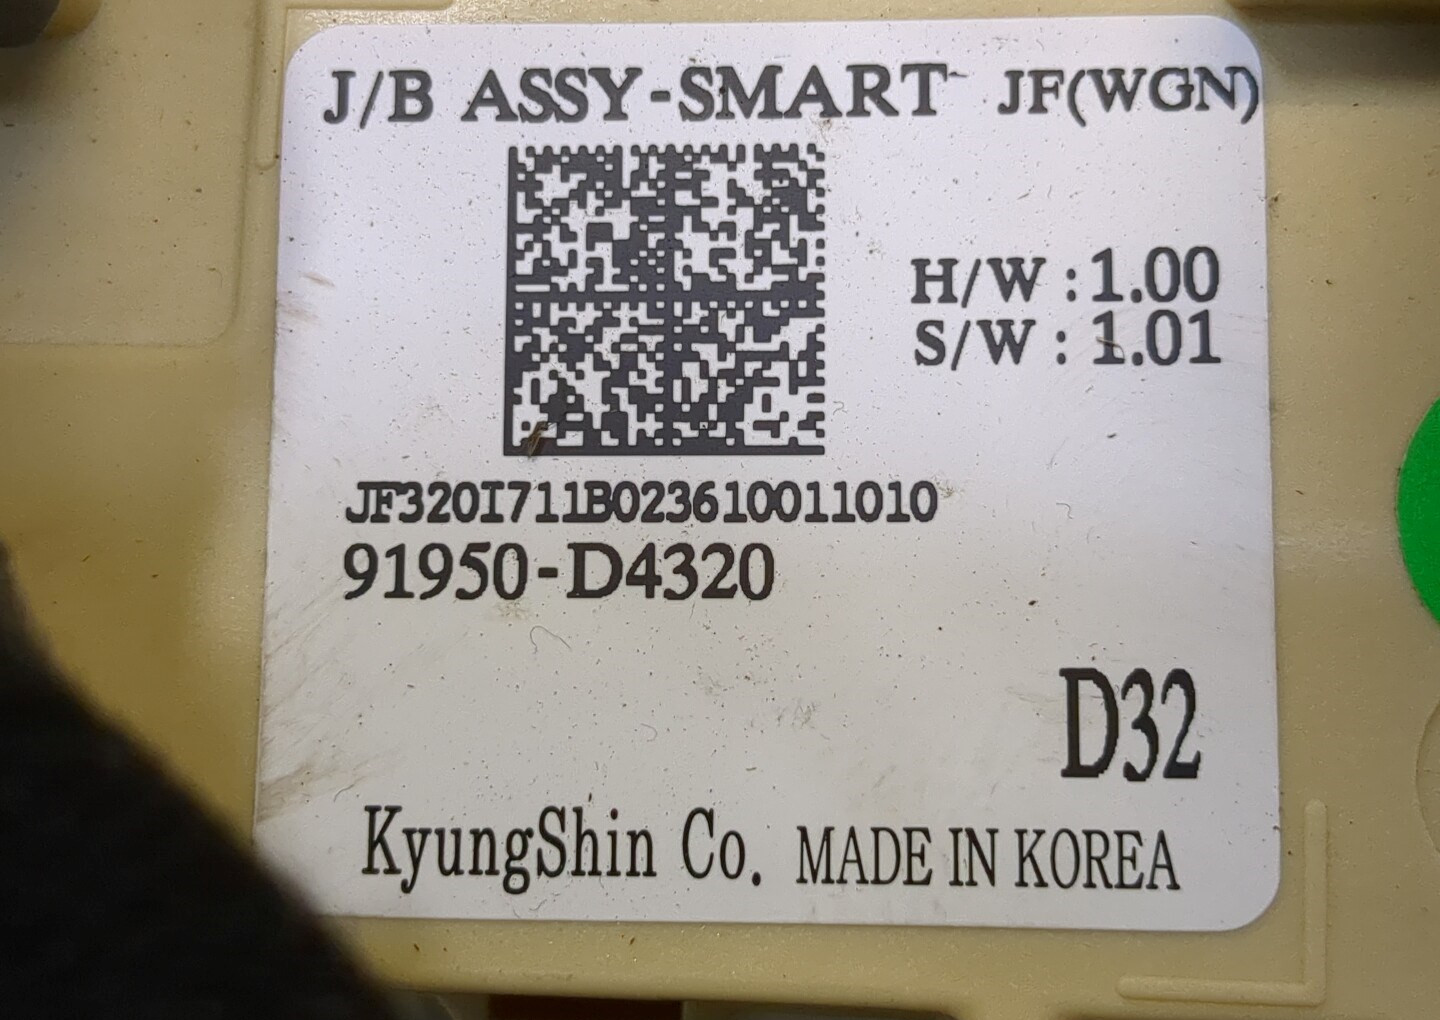 J/B ASSY-SMART JF(WGN)
H/W : 1.00
S/W : 1.01
JF320I711B023610011010
91950-D4320
D32
KyungShin Co. MADE IN KOREA